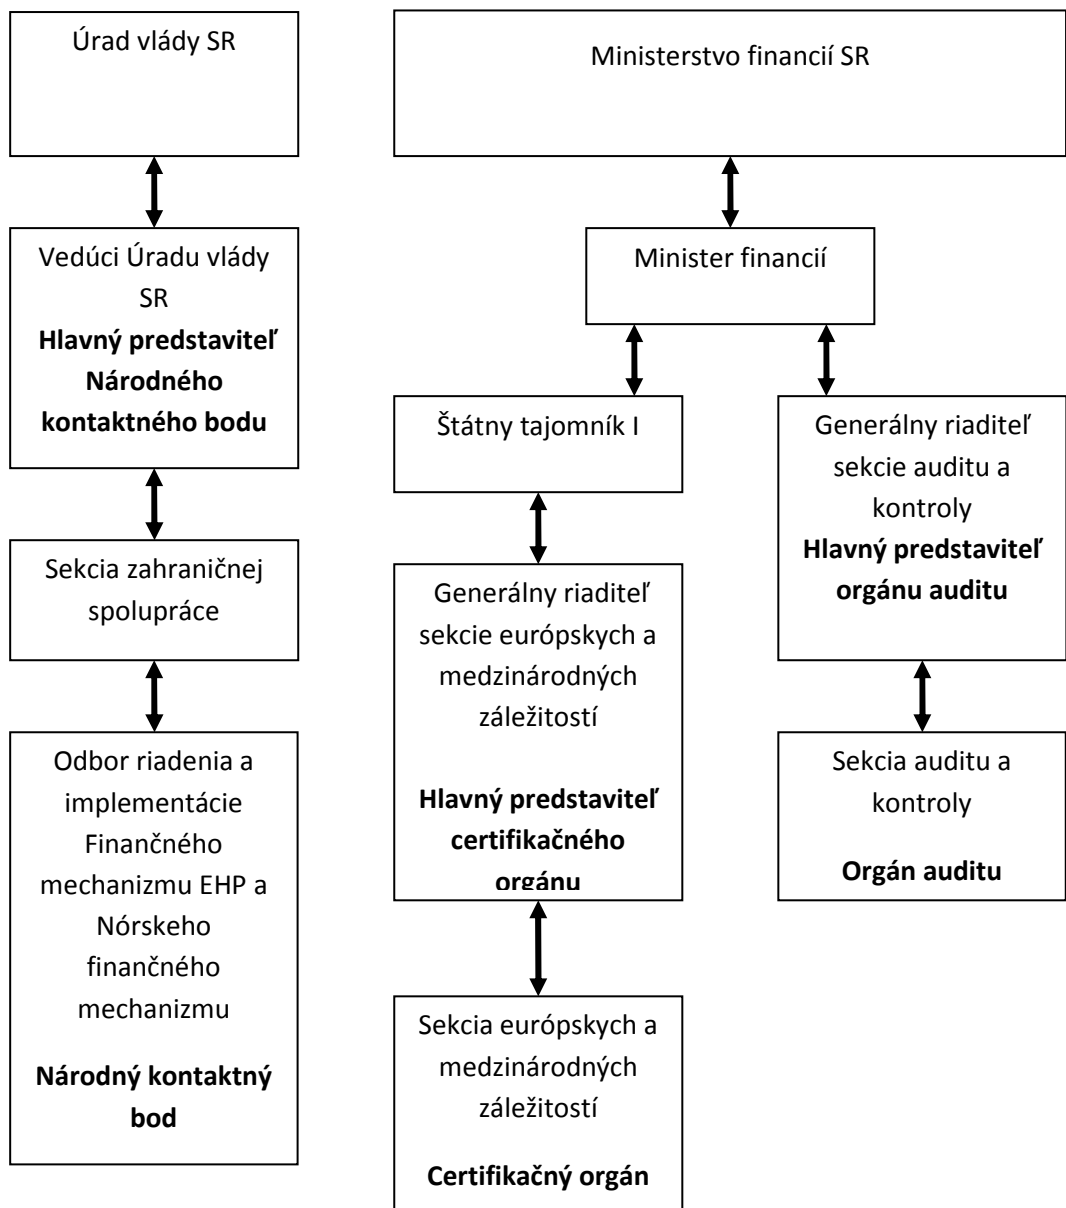 Úrad vlády SR
Vedúci Úradu vlády
SR
Hlavný predstaviteľ
Národného
kontaktného bodu
Sekcia zahraničnej
spolupráce
Odbor riadenia a
implementácie
Finančného
mechanizmu EHP a
Nórskeho
finančného
mechanizmu
Národný kontaktný
bod
Ministerstvo financií SR
Minister financií
Štátny tajomník I
Generálny riaditeľ
sekcie európskych a
medzinárodných
záležitostí
Hlavný predstaviteľ
certifikačného
orgánu
Sekcia európskych a
medzinárodných
záležitostí
Certifikačný orgán
Generálny riaditeľ
sekcie auditu a
kontroly
Hlavný predstaviteľ
orgánu auditu
Sekcia auditu a
kontroly
Orgán auditu